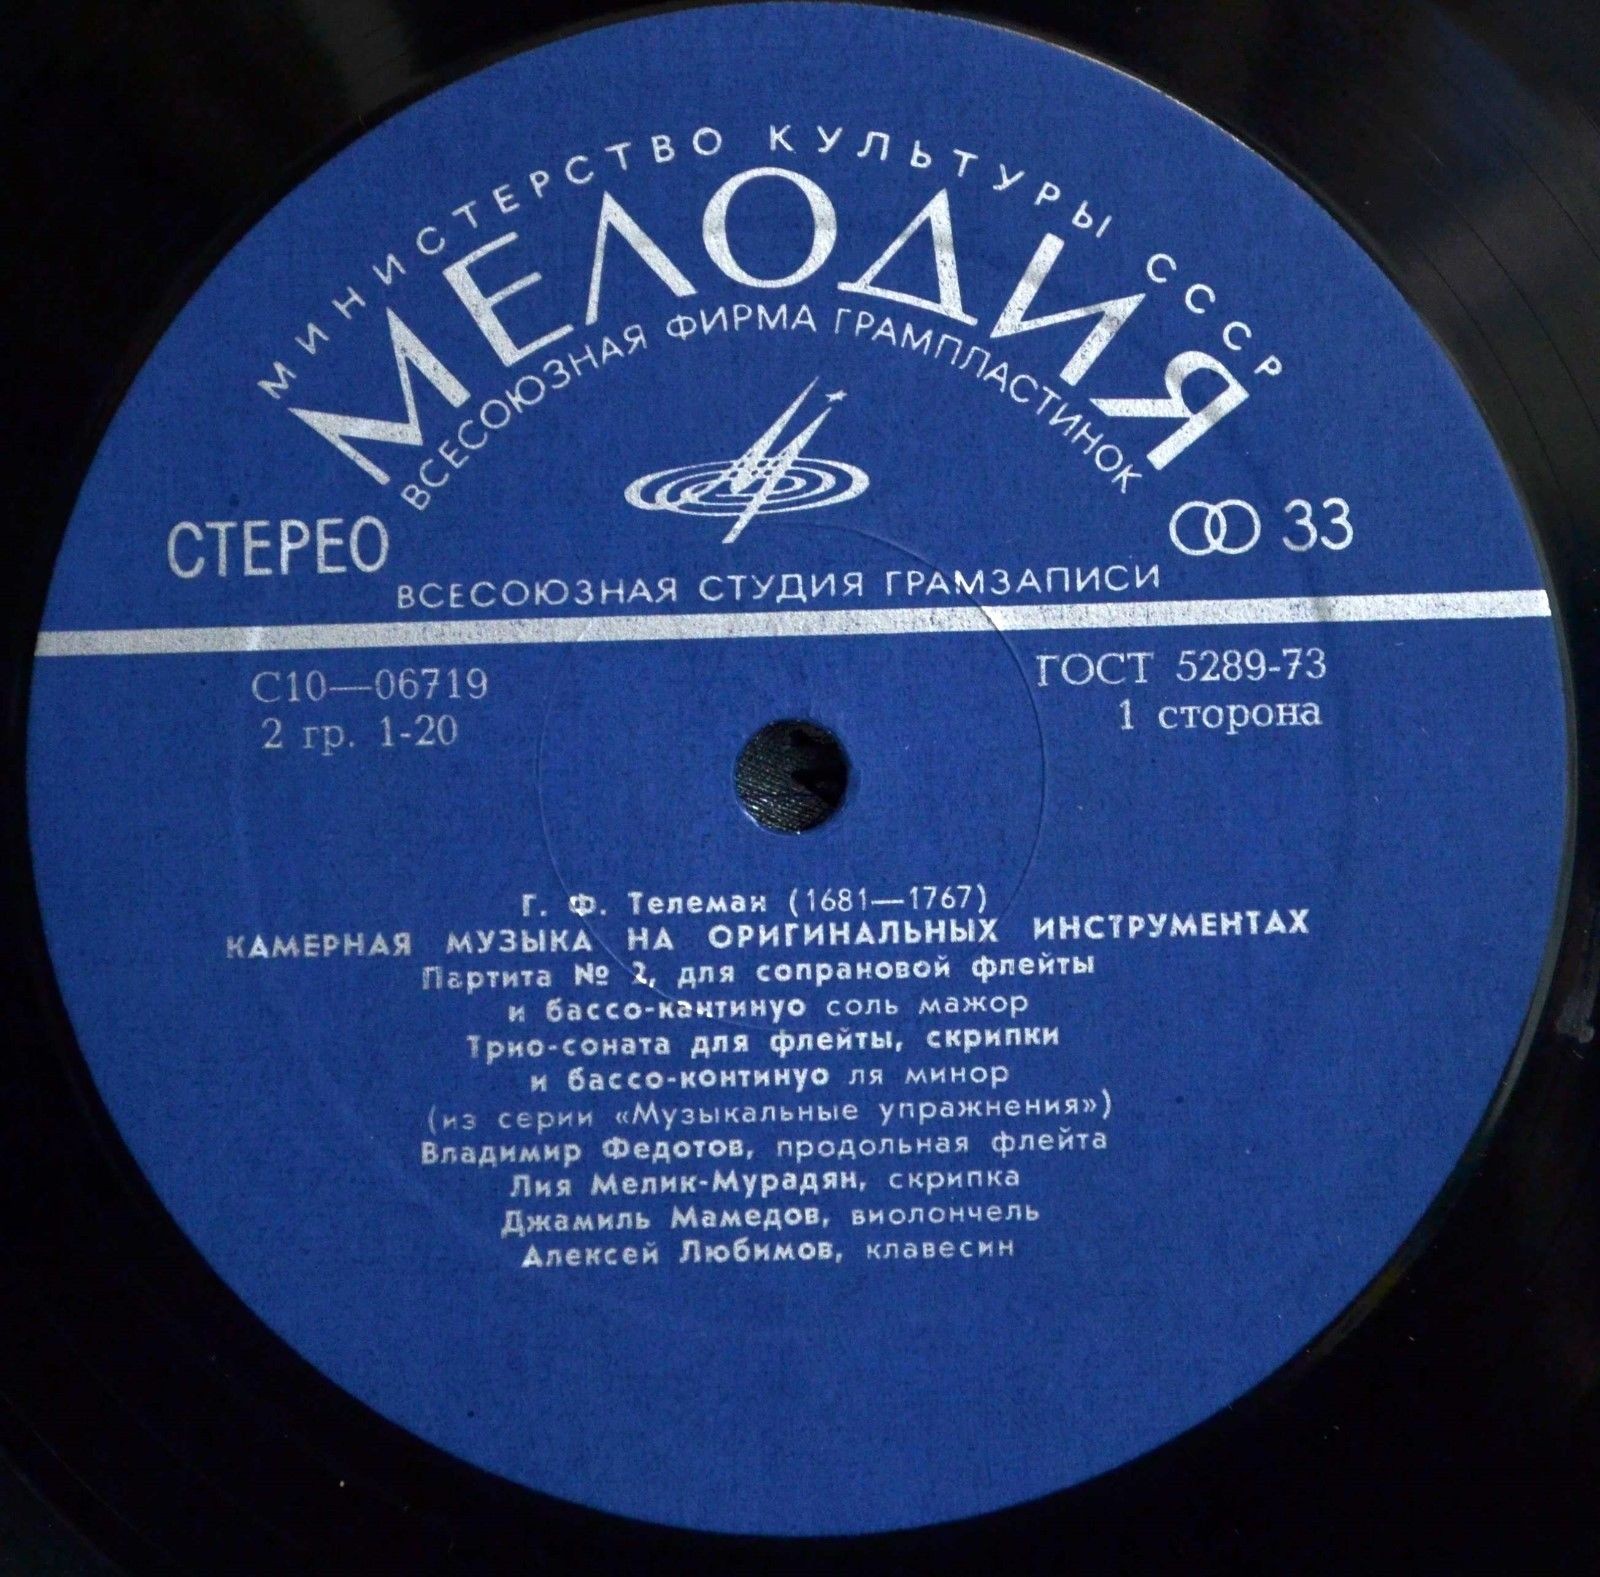 МИНИСТЕРСТВО КУЛЬТУРЫ СССР
МЕЛОДИЯ
ВСЕСОЮЗНАЯ ФИРМА ГРАМПЛАСТИНОК
СТЕРЕО
33
ВСЕСОЮЗНАЯ СТУДИЯ ГРАМЗАПИСИ
С10—06719
ГОСТ 5289-73
2 гр. 1-20
1 сторона
Г. Ф. Телеман (1681—1767)
КАМЕРНАЯ МУЗЫКА НА ОРИГИНАЛЬНЫХ ИНСТРУМЕНТАХ
Партита № 2, для сопрановой флейты
и бассо-кантинуо соль мажор
Трио-соната для флейты, скрипки
и бассо-континуо ля минор
(из серии «Музыкальные упражнения»)
Владимир Федотов, продольная флейта
Лия Мелик-Мурадян, скрипка
Джамиль Мамедов, виолончель
Алексей Любимов, клавесин